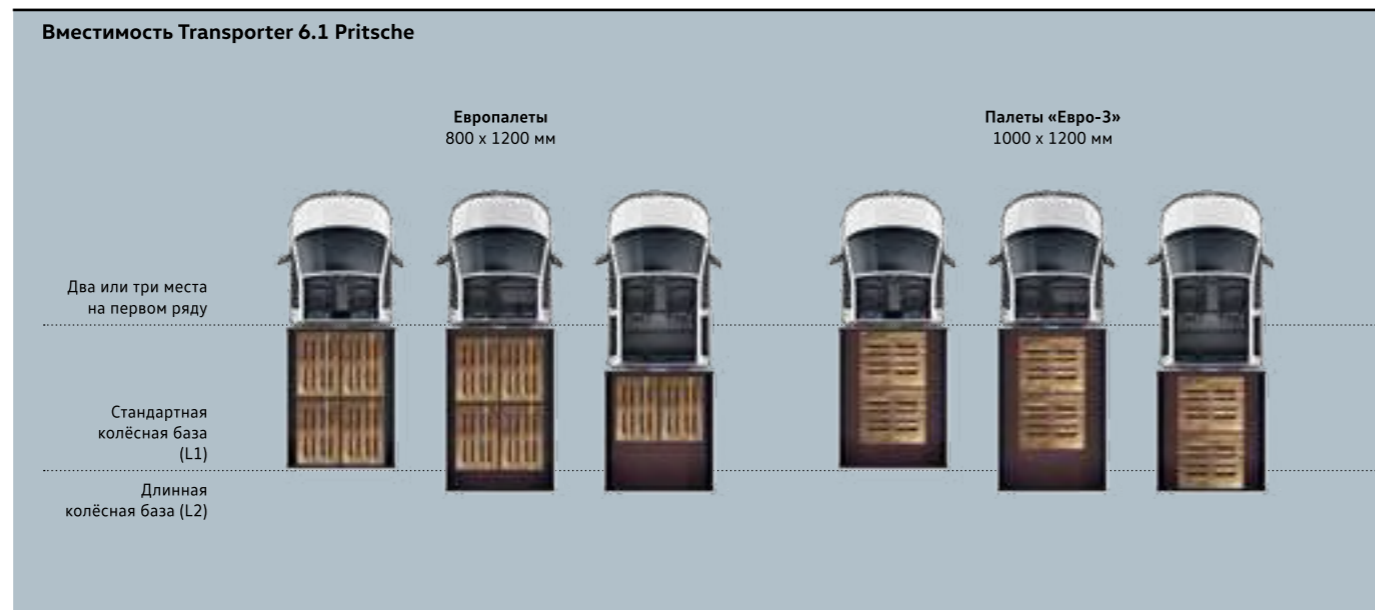 Вместимость Transporter 6.1 Pritsche
Европалеты
800 x 1200 мм
Палеты «Евро-3»
1000 x 1200 мм
Два или три места
на первом ряду
Стандартная
колёсная база
(L1)
Длинная
колёсная база (L2)